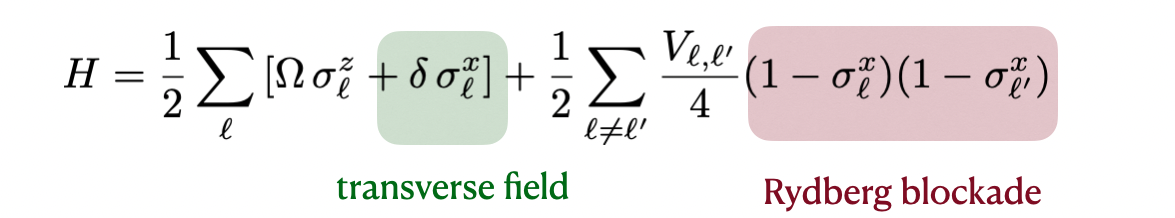 H = \frac{1}{2} \sum_{\ell} [\Omega \sigma_{\ell}^{z} + \delta \sigma_{\ell}^{x}] + \frac{1}{2} \sum_{\ell \neq \ell'} \frac{V_{\ell,\ell'}}{4} (1 - \sigma_{\ell}^{x})(1 - \sigma_{\ell'}^{x})
transverse field Rydberg blockade